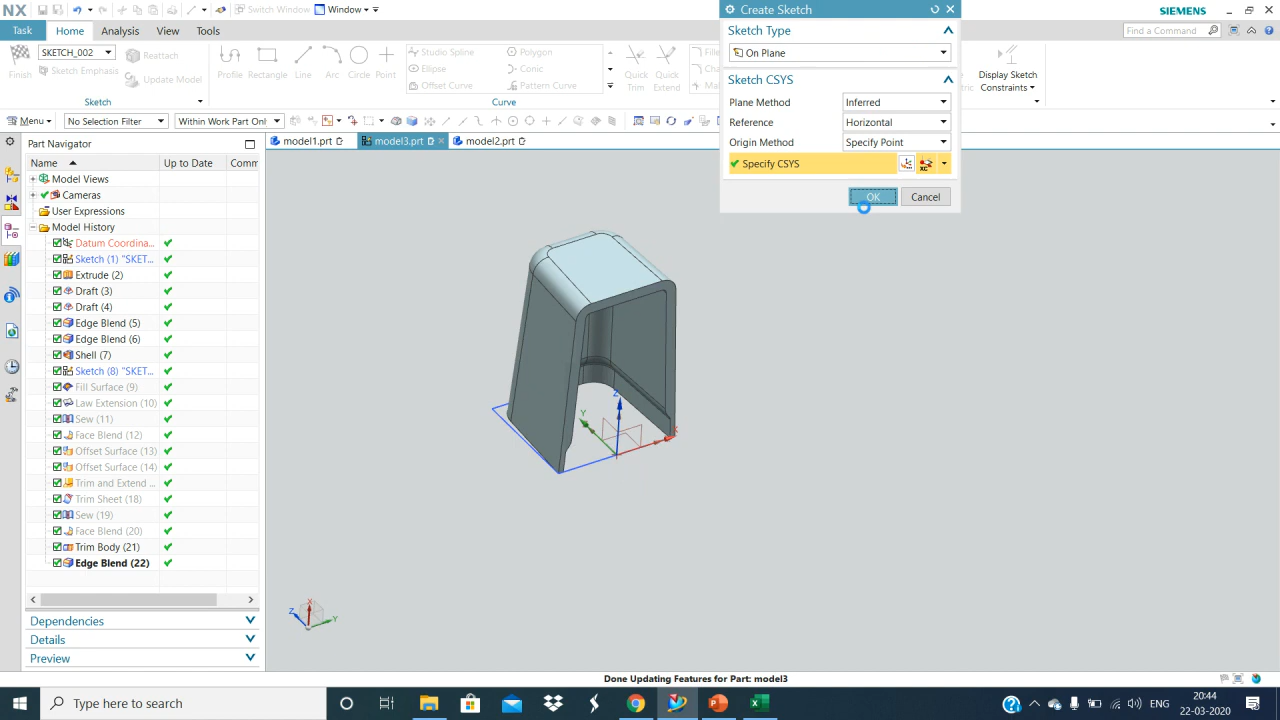 NX
Switch Window
Window
SIEMENS
Task
Home
Analysis
View
Tools
Find a Command
SKETCH_002
Finish
Sketch Emphasis
Reattach
Update Model
Sketch
Profile
Rectangle
Line
Arc
Circle
Point
Studio Spline
Polygon
Ellipse
Conic
Offset Curve
Pattern Curve
Quick Trim
Quick Extend
Curve
Display Sketch Constraints
Menu
No Selection Filter
Within Work Part Only
Create Sketch
Sketch Type
On Plane
Sketch CSYS
Plane Method
Inferred
Reference
Horizontal
Origin Method
Specify Point
Specify CSYS
OK
Cancel
model1.prt
model3.prt
model2.prt
Part Navigator
Name
Up to Date
Comm
Model Views
Cameras
User Expressions
Model History
Datum Coordina...
Sketch (1) "SKET...
Extrude (2)
Draft (3)
Draft (4)
Edge Blend (5)
Edge Blend (6)
Shell (7)
Sketch (8) "SKET...
Fill Surface (9)
Law Extension (10)
Sew (11)
Face Blend (12)
Offset Surface (13)
Offset Surface (14)
Trim and Extend
Trim Sheet (18)
Sew (19)
Face Blend (20)
Trim Body (21)
Edge Blend (22)
Dependencies
Details
Preview
Z
Y
X
X
Z
Y
Done Updating Features for Part: model3
Type here to search
ENG
20:44
22-03-2020